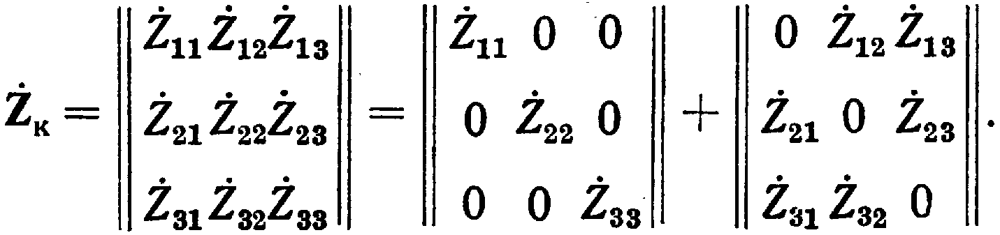 Ż₁₁ Ż₁₂ Ż₁₃ Ż₁₁ 0 0 0 Ż₁₂ Ż₁₃
Żₖ = ‖ Ż₂₁ Ż₂₂ Ż₂₃ ‖ = ‖ 0 Ż₂₂ 0 ‖ + ‖ Ż₂₁ 0 Ż₂₃ ‖.
Ż₃₁ Ż₃₂ Ż₃₃ 0 0 Ż₃₃ Ż₃₁ Ż₃₂ 0